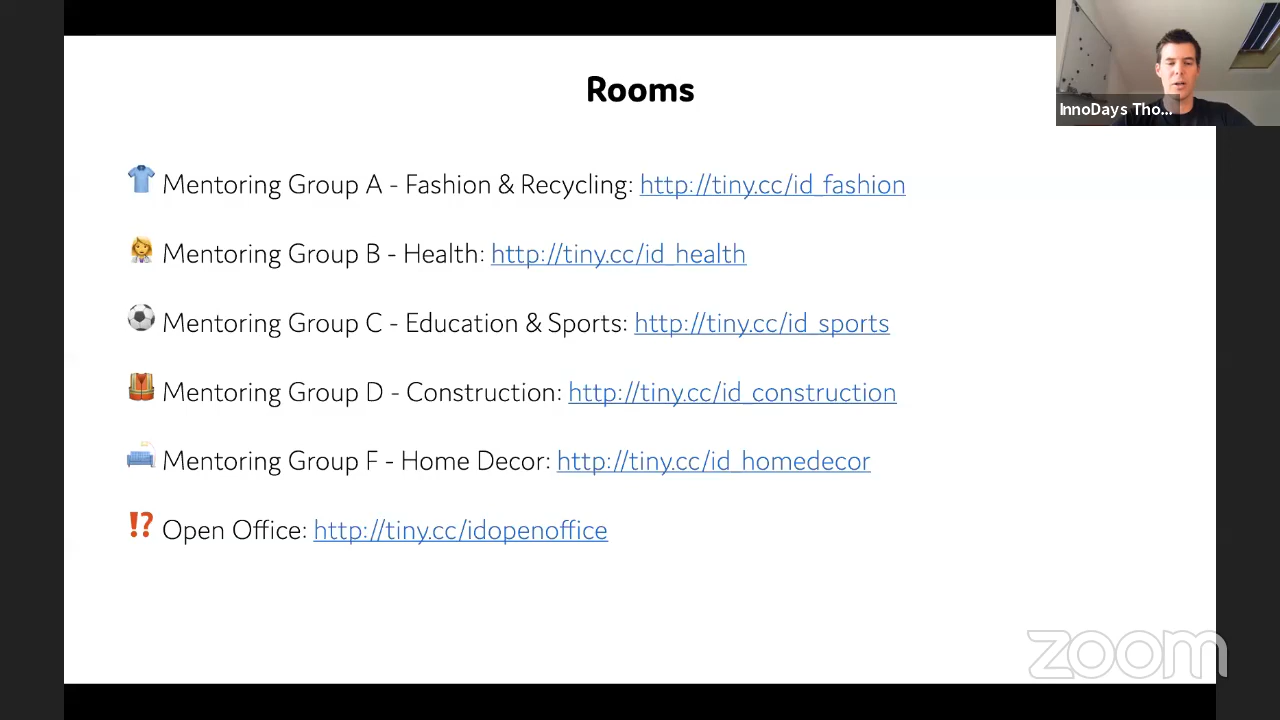 Rooms
InnoDays Tho...
Mentoring Group A - Fashion & Recycling: http://tiny.cc/id_fashion
Mentoring Group B - Health: http://tiny.cc/id_health
Mentoring Group C - Education & Sports: http://tiny.cc/id_sports
Mentoring Group D - Construction: http://tiny.cc/id_construction
Mentoring Group F - Home Decor: http://tiny.cc/id_homedecor
⁉ Open Office: http://tiny.cc/idopenoffice
zoom